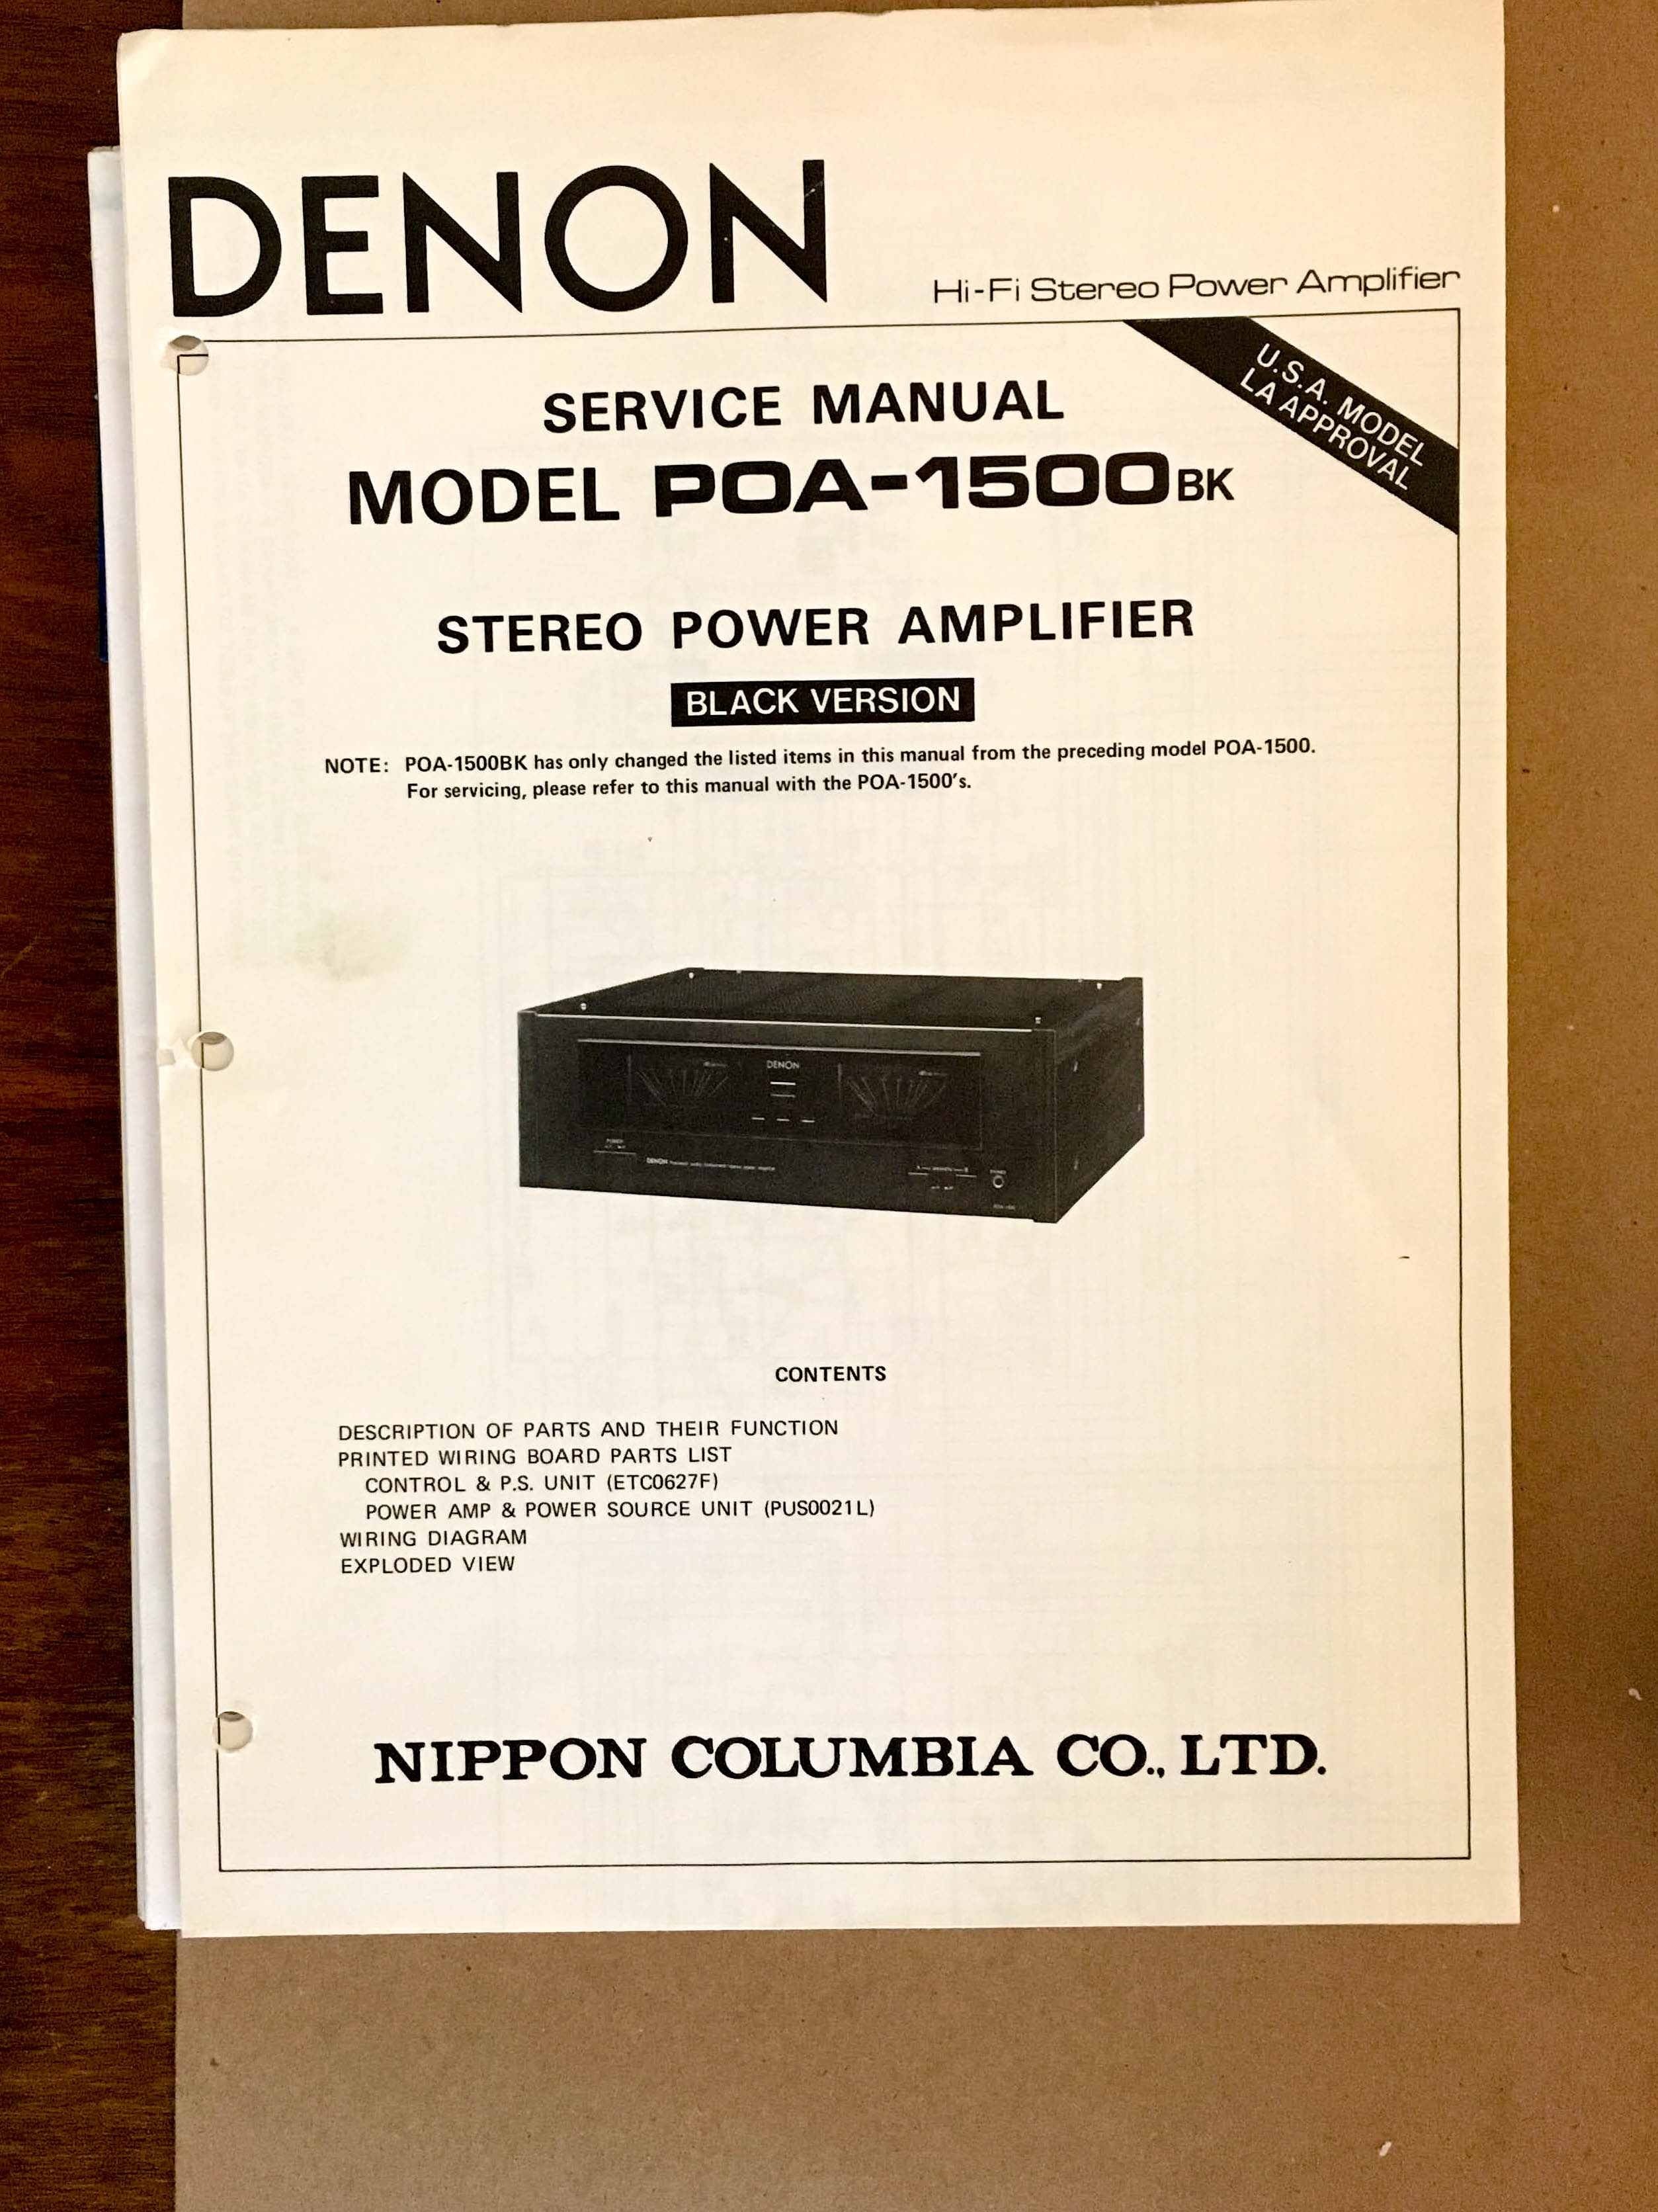 DENON
Hi-Fi Stereo Power Amplifier
U.S.A. MODEL
LA APPROVAL
SERVICE MANUAL
MODEL POA-1500BK
STEREO POWER AMPLIFIER
BLACK VERSION
NOTE: POA-1500BK has only changed the listed items in this manual from the preceding model POA-1500.
For servicing, please refer to this manual with the POA-1500's.
DENON
POWER
DENON
CONTENTS
DESCRIPTION OF PARTS AND THEIR FUNCTION
PRINTED WIRING BOARD PARTS LIST
CONTROL & P.S. UNIT (ETC0627F)
POWER AMP & POWER SOURCE UNIT (PUS0021L)
WIRING DIAGRAM
EXPLODED VIEW
NIPPON COLUMBIA CO., LTD.